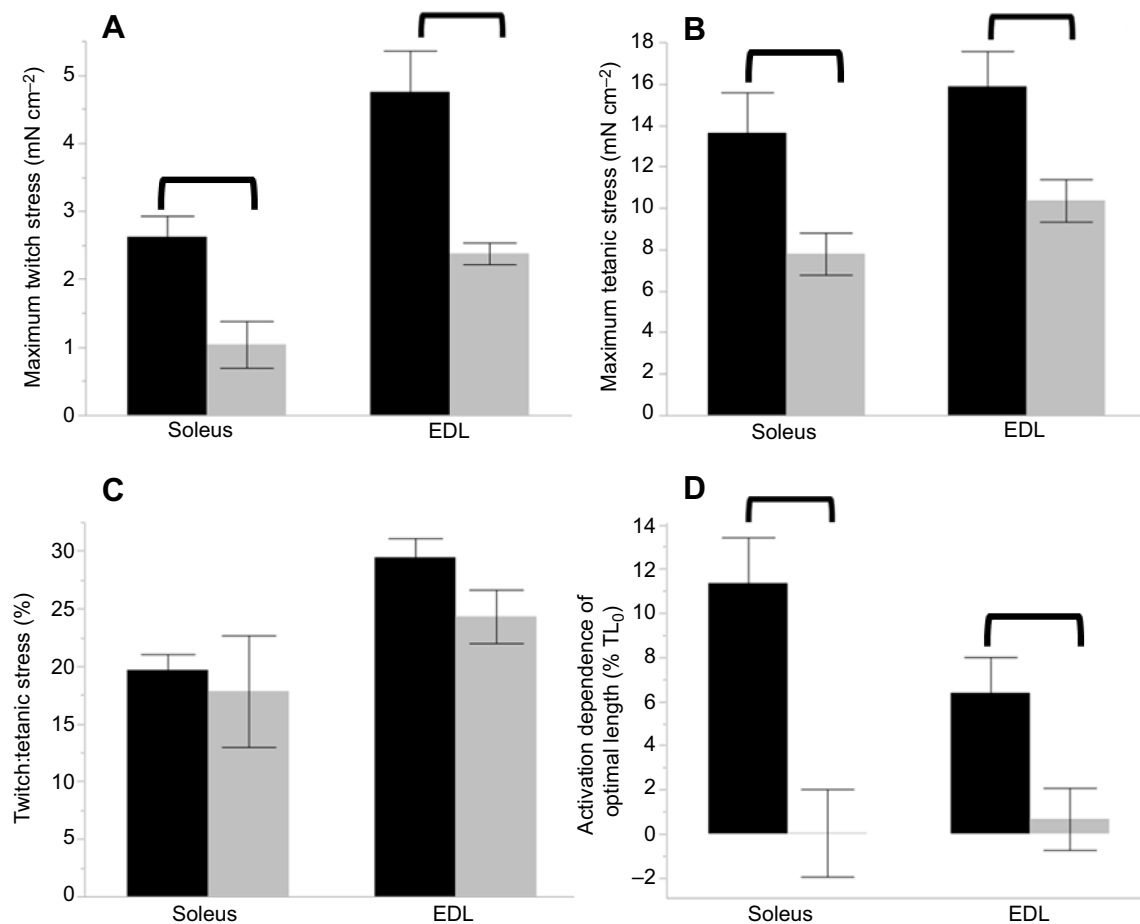 A
Maximum twitch stress (mN cm⁻²)
5
4
3
2
1
0
Soleus
EDL
B
Maximum tetanic stress (mN cm⁻²)
18
16
14
12
10
8
6
4
2
0
Soleus
EDL
C
Twitch:tetanic stress (%)
30
25
20
15
10
5
0
Soleus
EDL
D
Activation dependence of
optimal length (% TL₀)
14
12
10
8
6
4
2
0
–2
Soleus
EDL